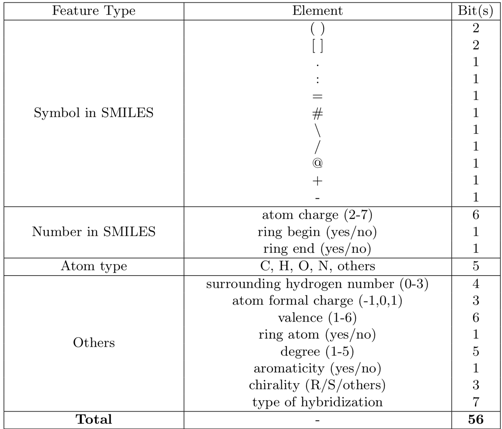 Feature Type Element Bit(s)
( ) 2
[ ] 2
. 1
: 1
= 1
# 1
Symbol in SMILES
\ 1
/ 1
@ 1
+ 1
- 1
atom charge (2-7) 6
Number in SMILES ring begin (yes/no) 1
ring end (yes/no) 1
Atom type C, H, O, N, others 5
surrounding hydrogen number (0-3) 4
atom formal charge (-1,0,1) 3
valence (1-6) 6
ring atom (yes/no) 1
Others
degree (1-5) 5
aromaticity (yes/no) 1
chirality (R/S/others) 3
type of hybridization 7
Total - 56